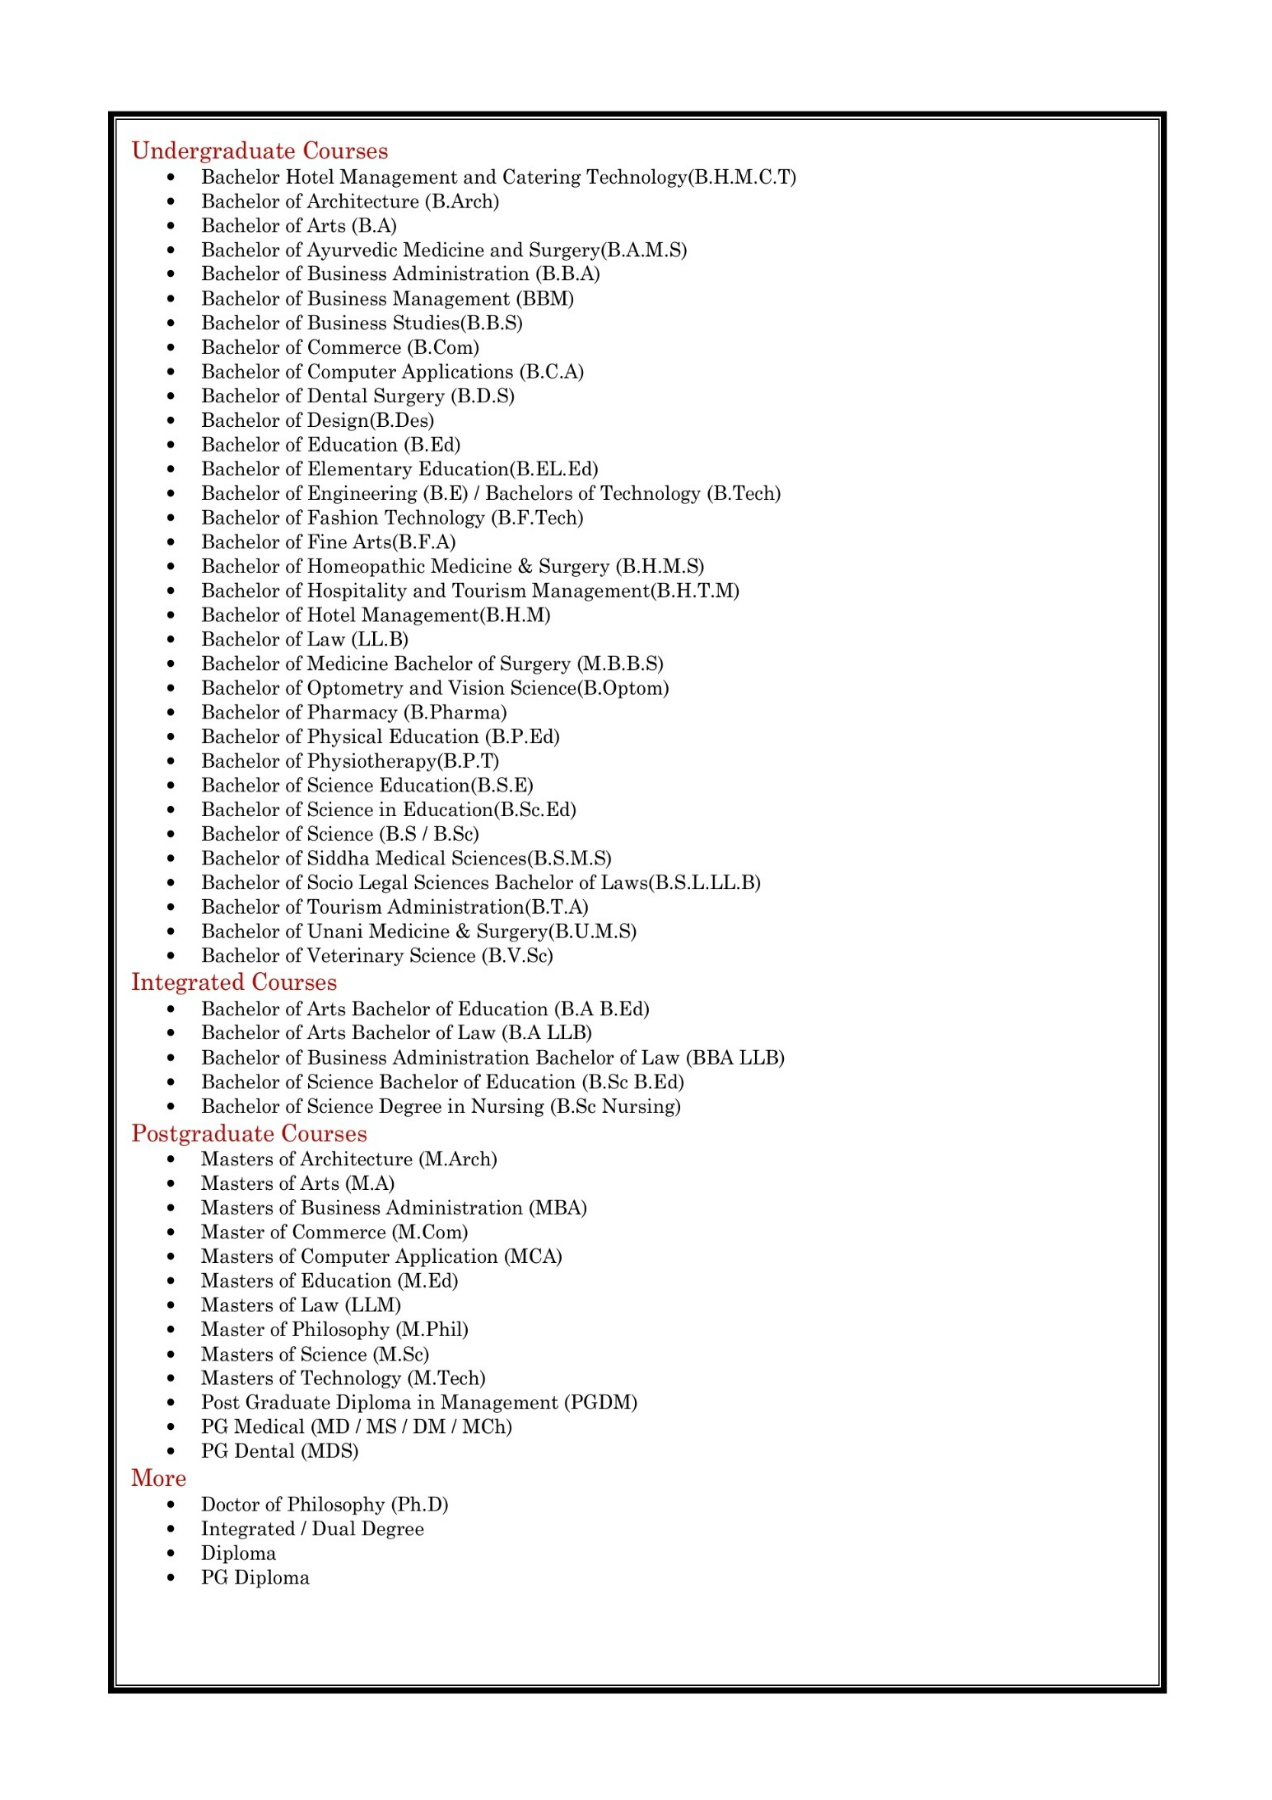 Undergraduate Courses
• Bachelor Hotel Management and Catering Technology(B.H.M.C.T)
• Bachelor of Architecture (B.Arch)
• Bachelor of Arts (B.A)
• Bachelor of Ayurvedic Medicine and Surgery(B.A.M.S)
• Bachelor of Business Administration (B.B.A)
• Bachelor of Business Management (BBM)
• Bachelor of Business Studies(B.B.S)
• Bachelor of Commerce (B.Com)
• Bachelor of Computer Applications (B.C.A)
• Bachelor of Dental Surgery (B.D.S)
• Bachelor of Design(B.Des)
• Bachelor of Education (B.Ed)
• Bachelor of Elementary Education(B.EL.Ed)
• Bachelor of Engineering (B.E) / Bachelors of Technology (B.Tech)
• Bachelor of Fashion Technology (B.F.Tech)
• Bachelor of Fine Arts(B.F.A)
• Bachelor of Homeopathic Medicine & Surgery (B.H.M.S)
• Bachelor of Hospitality and Tourism Management(B.H.T.M)
• Bachelor of Hotel Management(B.H.M)
• Bachelor of Law (LL.B)
• Bachelor of Medicine Bachelor of Surgery (M.B.B.S)
• Bachelor of Optometry and Vision Science(B.Optom)
• Bachelor of Pharmacy (B.Pharma)
• Bachelor of Physical Education (B.P.Ed)
• Bachelor of Physiotherapy(B.P.T)
• Bachelor of Science Education(B.S.E)
• Bachelor of Science in Education(B.Sc.Ed)
• Bachelor of Science (B.S / B.Sc)
• Bachelor of Siddha Medical Sciences(B.S.M.S)
• Bachelor of Socio Legal Sciences Bachelor of Laws(B.S.L.LL.B)
• Bachelor of Tourism Administration(B.T.A)
• Bachelor of Unani Medicine & Surgery(B.U.M.S)
• Bachelor of Veterinary Science (B.V.Sc)
Integrated Courses
• Bachelor of Arts Bachelor of Education (B.A B.Ed)
• Bachelor of Arts Bachelor of Law (B.A LLB)
• Bachelor of Business Administration Bachelor of Law (BBA LLB)
• Bachelor of Science Bachelor of Education (B.Sc B.Ed)
• Bachelor of Science Degree in Nursing (B.Sc Nursing)
Postgraduate Courses
• Masters of Architecture (M.Arch)
• Masters of Arts (M.A)
• Masters of Business Administration (MBA)
• Master of Commerce (M.Com)
• Masters of Computer Application (MCA)
• Masters of Education (M.Ed)
• Masters of Law (LLM)
• Master of Philosophy (M.Phil)
• Masters of Science (M.Sc)
• Masters of Technology (M.Tech)
• Post Graduate Diploma in Management (PGDM)
• PG Medical (MD / MS / DM / MCh)
• PG Dental (MDS)
More
• Doctor of Philosophy (Ph.D)
• Integrated / Dual Degree
• Diploma
• PG Diploma